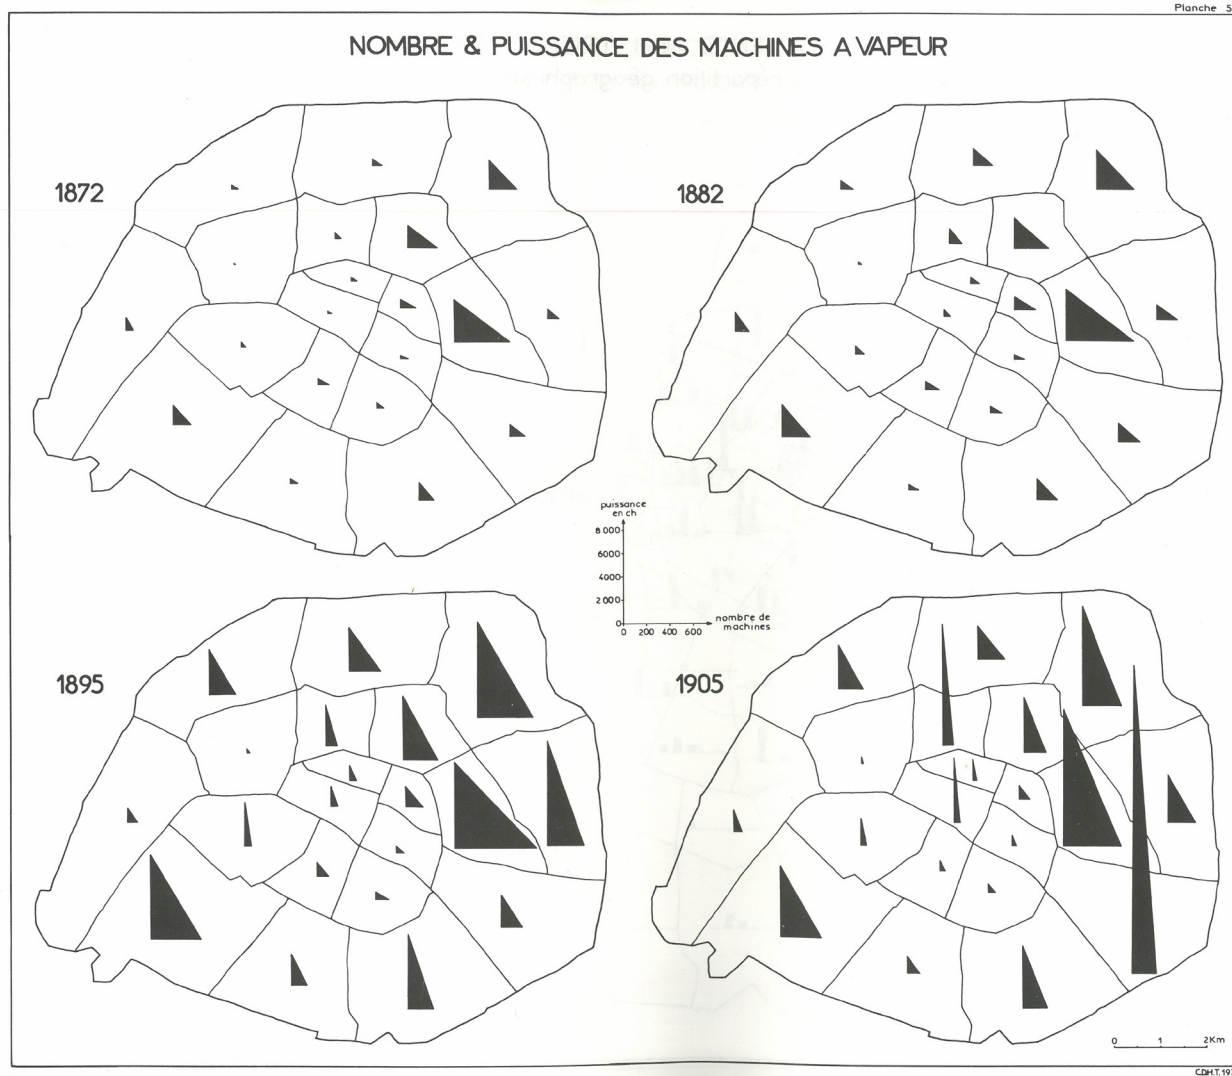 Planche 5
NOMBRE & PUISSANCE DES MACHINES A VAPEUR
1872
1882
puissance
en ch
8 000
6000
4000
2 000
0
nombre de
machines
0 200 400 600
1895
1905
0 1 2Km
C.D.H.T. 19